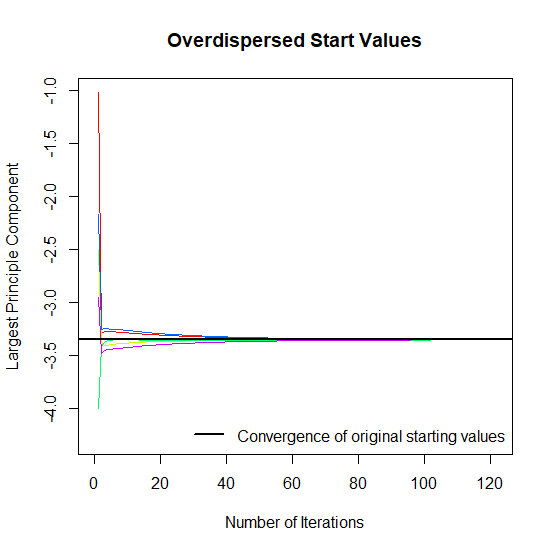 Overdispersed Start Values
Largest Principle Component
-1.0
-1.5
-2.0
-2.5
-3.0
-3.5
-4.0
Convergence of original starting values
0 20 40 60 80 100 120
Number of Iterations